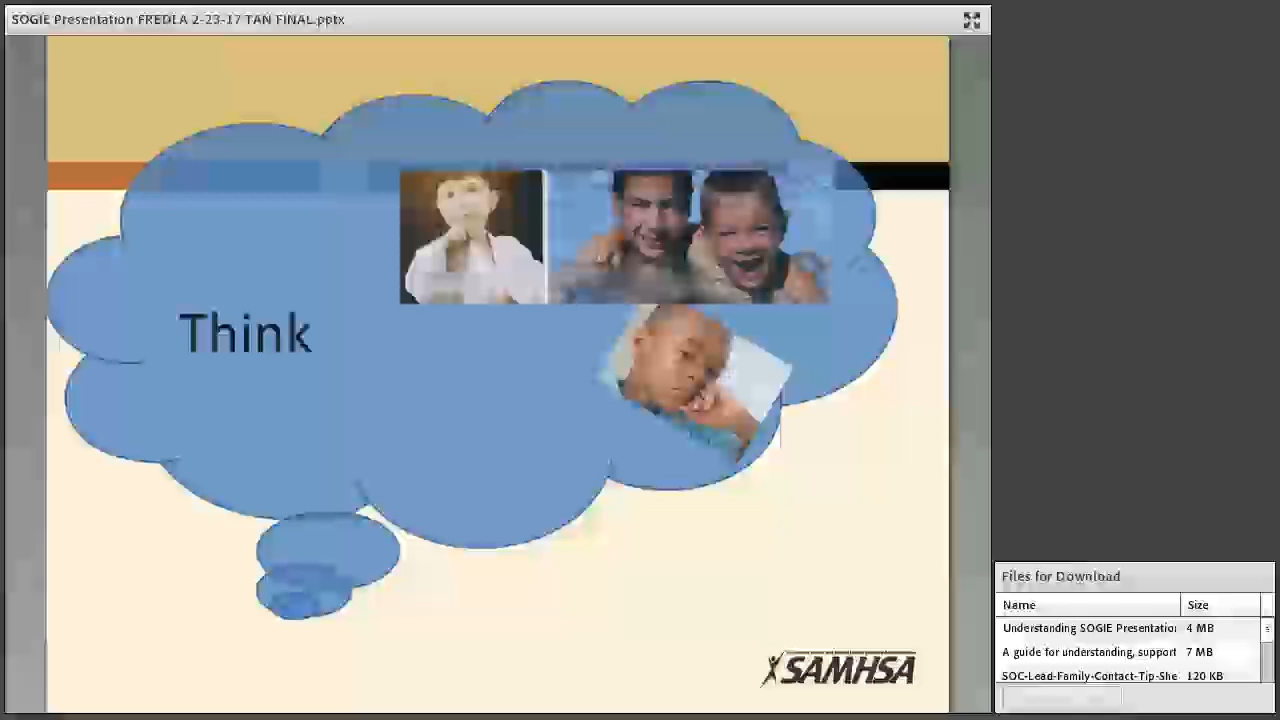 SOGIE Presentation FREDLA 2-23-17 TAN FINAL.pptx
Think
SAMHSA
Files for Download
Name Size
Understanding SOGIE Presentatio 4 MB
A guide for understanding, support 7 MB
SOC-Lead-Family-Contact-Tip-She 120 KB